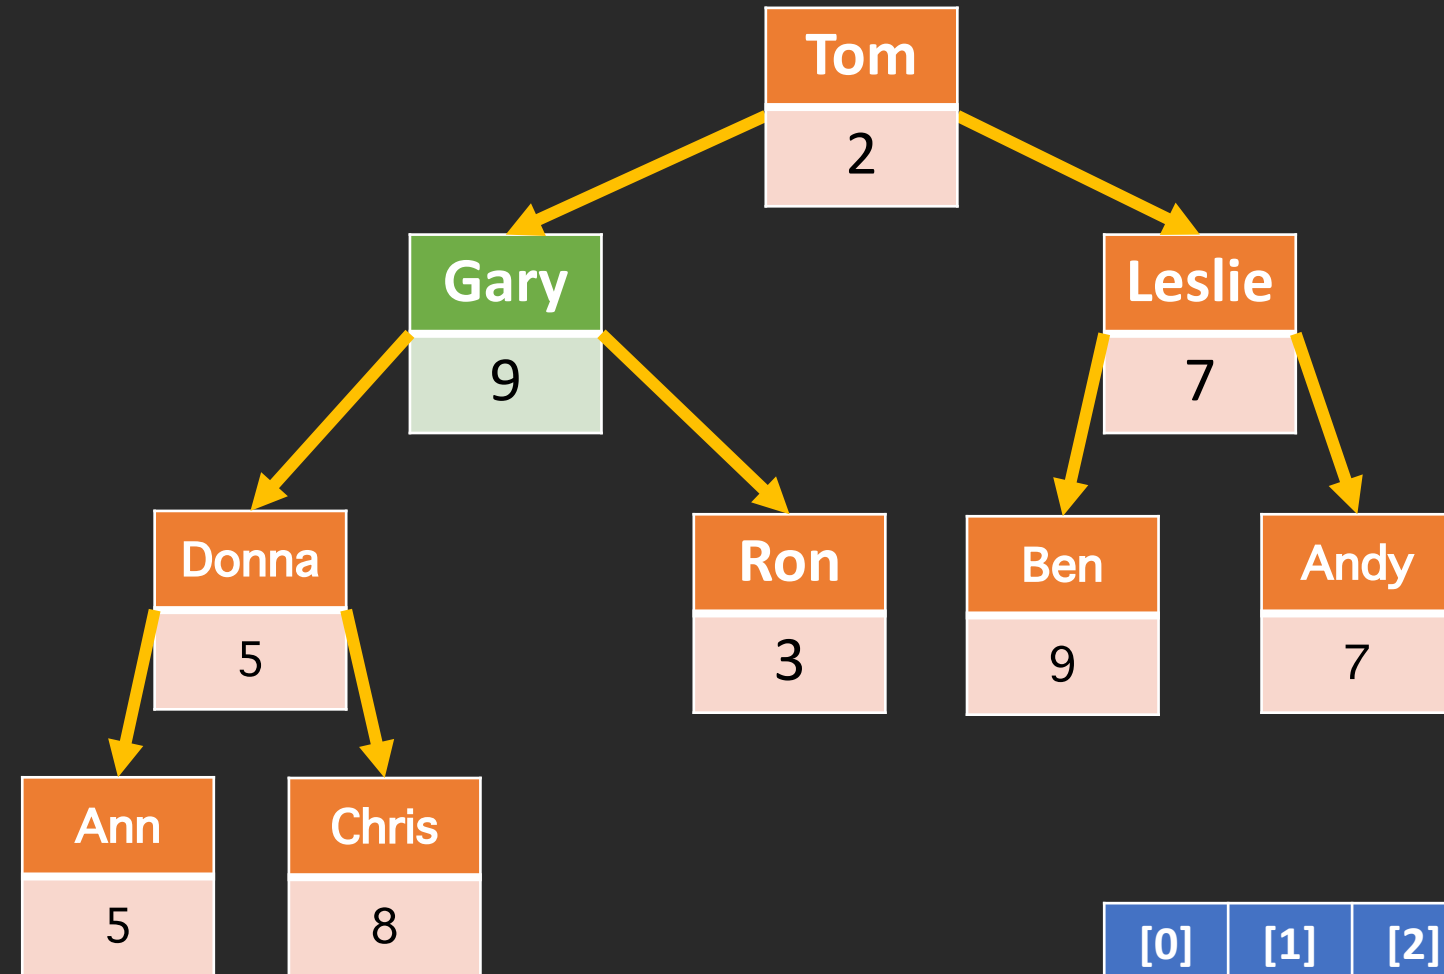 Tom
2
Gary
9
Leslie
7
Donna
5
Ron
3
Ben
9
Andy
7
Ann
5
Chris
8
[0] [1] [2]